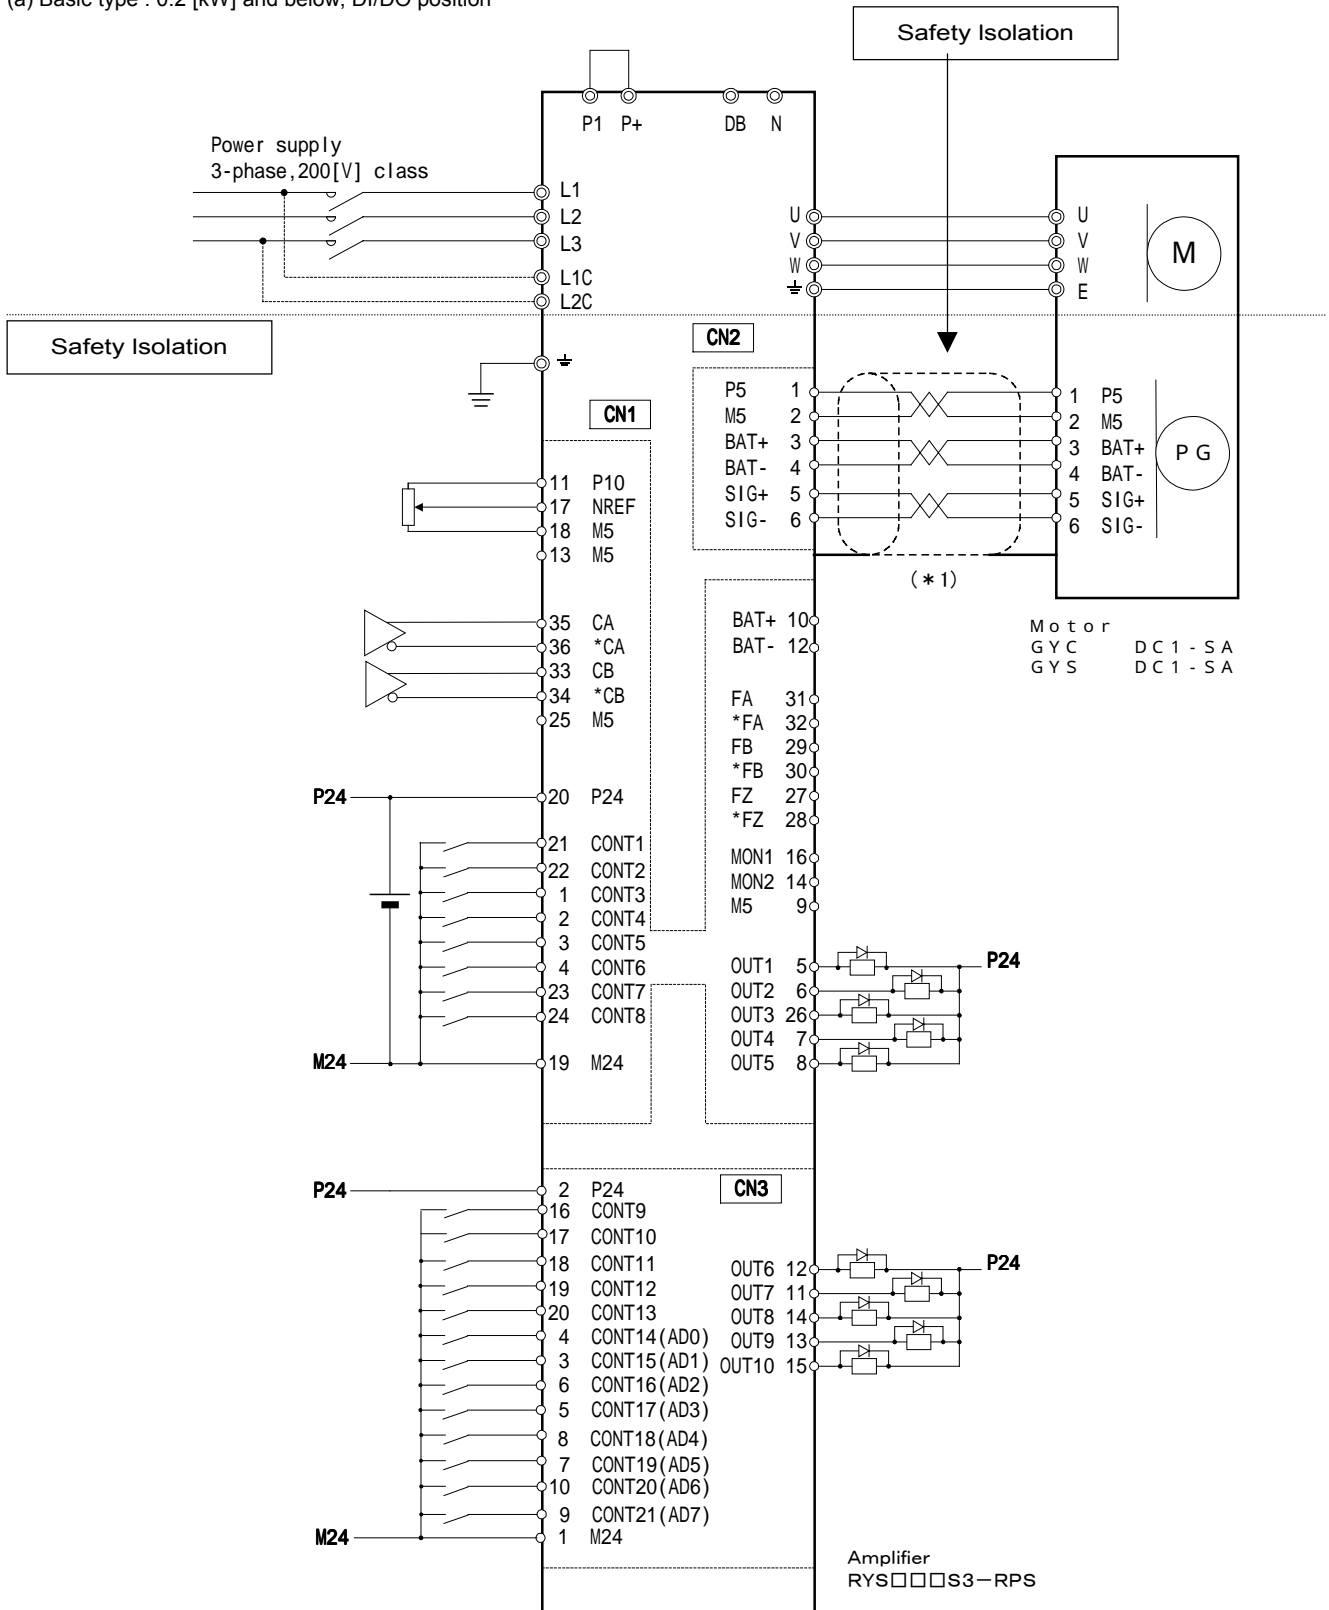 (a) Basic type : 0.2 [kW] and below, DI/DO position
Safety Isolation
P1 P+ DB N
Power supply
3-phase,200[V] class
L1
L2
L3
L1C
L2C
U
V
W
U
V
W
E
M
Safety Isolation
CN2
P5 1
M5 2
BAT+ 3
BAT- 4
SIG+ 5
SIG- 6
1 P5
2 M5
3 BAT+
4 BAT-
5 SIG+
6 SIG-
PG
(*1)
Motor
GYC DC1-SA
GYS DC1-SA
CN1
11 P10
17 NREF
18 M5
13 M5
35 CA
36 *CA
33 CB
34 *CB
25 M5
P24
20 P24
21 CONT1
22 CONT2
1 CONT3
2 CONT4
3 CONT5
4 CONT6
23 CONT7
24 CONT8
M24
19 M24
BAT+ 10
BAT- 12
FA 31
*FA 32
FB 29
*FB 30
FZ 27
*FZ 28
MON1 16
MON2 14
M5 9
OUT1 5
OUT2 6
OUT3 26
OUT4 7
OUT5 8
P24
CN3
P24
2 P24
16 CONT9
17 CONT10
18 CONT11
19 CONT12
20 CONT13
4 CONT14(AD0)
3 CONT15(AD1)
6 CONT16(AD2)
5 CONT17(AD3)
8 CONT18(AD4)
7 CONT19(AD5)
10 CONT20(AD6)
9 CONT21(AD7)
M24
1 M24
OUT6 12
OUT7 11
OUT8 14
OUT9 13
OUT10 15
P24
Amplifier
RYS□□□S3-RPS